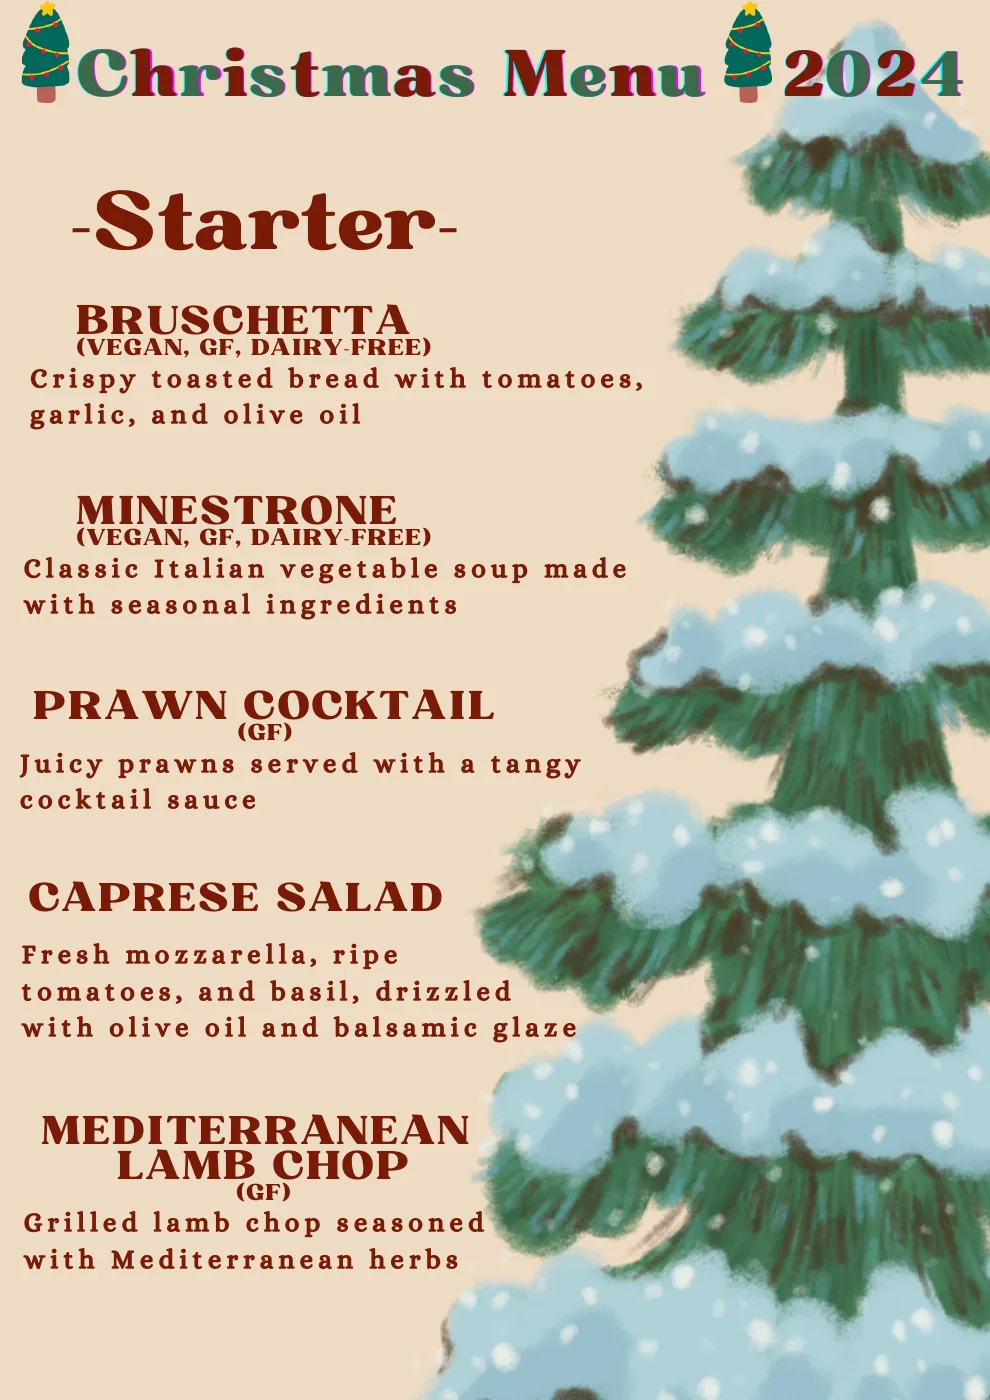 Christmas Menu 2024
-Starter-
BRUSCHETTA
(VEGAN, GF, DAIRY-FREE)
Crispy toasted bread with tomatoes,
garlic, and olive oil
MINESTRONE
(VEGAN, GF, DAIRY-FREE)
Classic Italian vegetable soup made
with seasonal ingredients
PRAWN COCKTAIL
(GF)
Juicy prawns served with a tangy
cocktail sauce
CAPRESE SALAD
Fresh mozzarella, ripe
tomatoes, and basil, drizzled
with olive oil and balsamic glaze
MEDITERRANEAN
LAMB CHOP
(GF)
Grilled lamb chop seasoned
with Mediterranean herbs